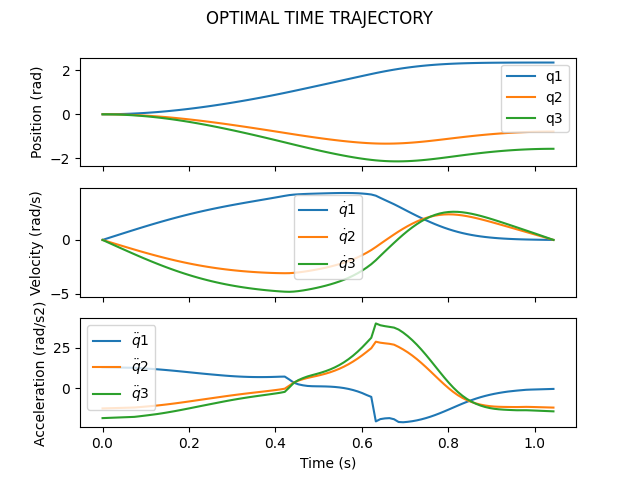 OPTIMAL TIME TRAJECTORY
Position (rad)
2
0
−2
q1
q2
q3
Velocity (rad/s)
0
−5
q̇1
q̇2
q̇3
Acceleration (rad/s2)
25
0
q̈1
q̈2
q̈3
0.0 0.2 0.4 0.6 0.8 1.0
Time (s)